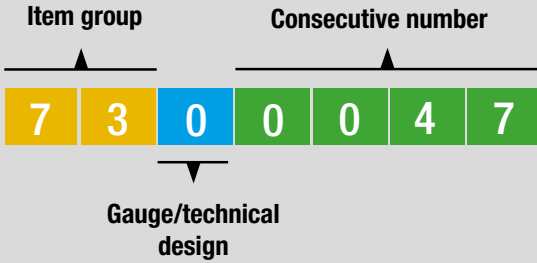 Item group Consecutive number
7 3 0 0 0 4 7
Gauge/technical
design